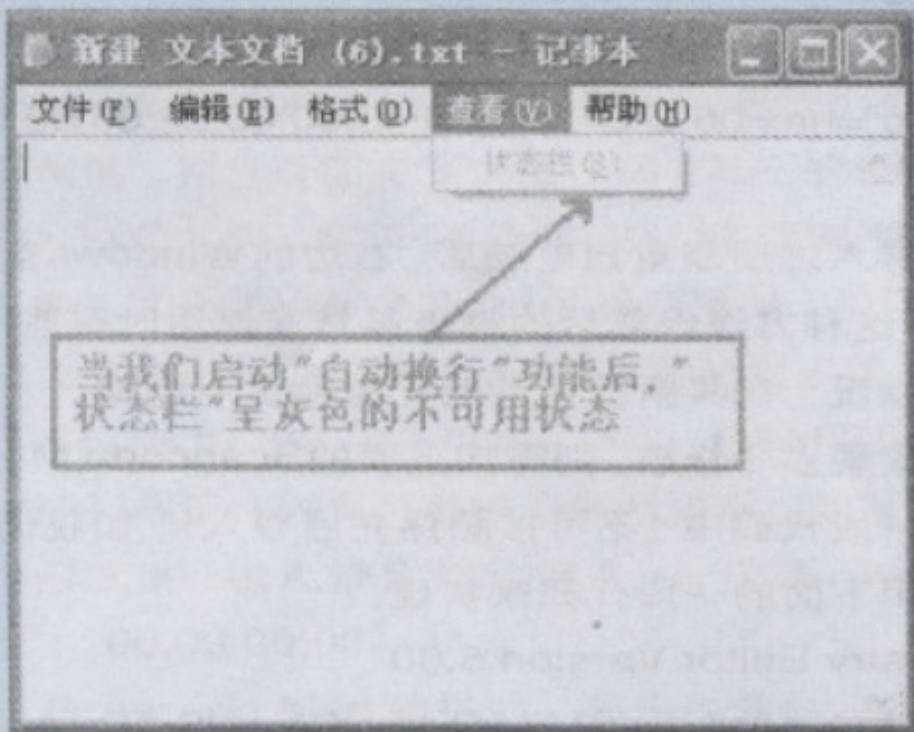 新建 文本文档 (6).txt - 记事本
文件(F) 编辑(E) 格式(O) 查看(V) 帮助(H)
状态栏(S)
当我们启动"自动换行"功能后,"
状态栏"呈灰色的不可用状态